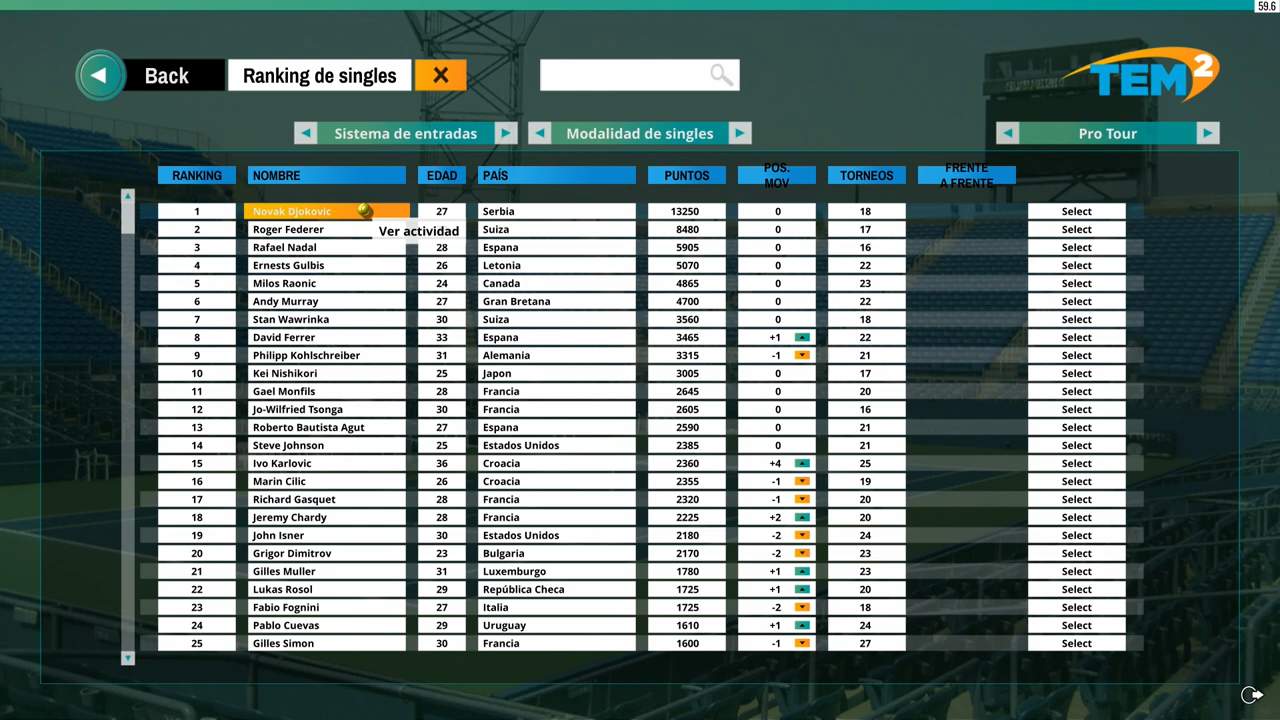 59.6
Back
Ranking de singles
TEM2
Sistema de entradas
Modalidad de singles
Pro Tour
RANKING NOMBRE EDAD PAÍS PUNTOS POS. MOV TORNEOS FRENTE A FRENTE
1 Novak Djokovic 27 Serbia 13250 0 18 Select
Ver actividad
2 Roger Federer Suiza 8480 0 17 Select
3 Rafael Nadal 28 Espana 5905 0 16 Select
4 Ernests Gulbis 26 Letonia 5070 0 22 Select
5 Milos Raonic 24 Canada 4865 0 23 Select
6 Andy Murray 27 Gran Bretana 4700 0 22 Select
7 Stan Wawrinka 30 Suiza 3560 0 18 Select
8 David Ferrer 33 Espana 3465 +1 22 Select
9 Philipp Kohlschreiber 31 Alemania 3315 -1 21 Select
10 Kei Nishikori 25 Japon 3005 0 17 Select
11 Gael Monfils 28 Francia 2645 0 20 Select
12 Jo-Wilfried Tsonga 30 Francia 2605 0 16 Select
13 Roberto Bautista Agut 27 Espana 2590 0 21 Select
14 Steve Johnson 25 Estados Unidos 2385 0 21 Select
15 Ivo Karlovic 36 Croacia 2360 +4 25 Select
16 Marin Cilic 26 Croacia 2355 -1 19 Select
17 Richard Gasquet 28 Francia 2320 -1 20 Select
18 Jeremy Chardy 28 Francia 2225 +2 20 Select
19 John Isner 30 Estados Unidos 2180 -2 24 Select
20 Grigor Dimitrov 23 Bulgaria 2170 -2 23 Select
21 Gilles Muller 31 Luxemburgo 1780 +1 23 Select
22 Lukas Rosol 29 República Checa 1725 +1 20 Select
23 Fabio Fognini 27 Italia 1725 -2 18 Select
24 Pablo Cuevas 29 Uruguay 1610 +1 24 Select
25 Gilles Simon 30 Francia 1600 -1 27 Select